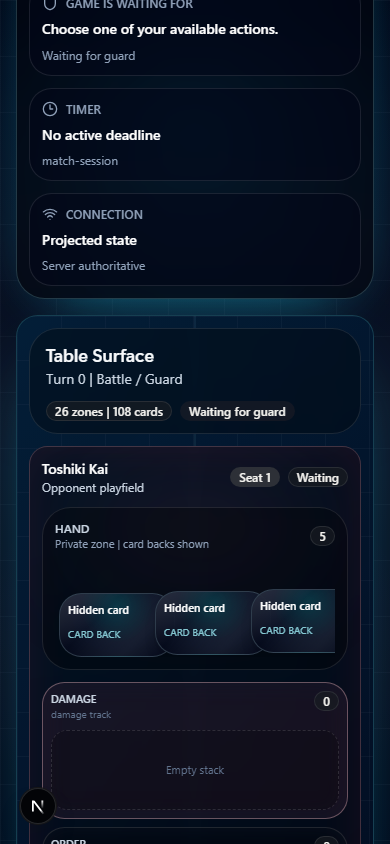 GAME IS WAITING FOR
Choose one of your available actions.
Waiting for guard
TIMER
No active deadline
match-session
CONNECTION
Projected state
Server authoritative
Table Surface
Turn 0 | Battle / Guard
26 zones | 108 cards
Waiting for guard
Toshiki Kai
Opponent playfield
Seat 1
Waiting
HAND
Private zone | card backs shown
5
Hidden card
CARD BACK
Hidden card
CARD BACK
Hidden card
CARD BACK
DAMAGE
damage track
0
Empty stack
N
ORDER